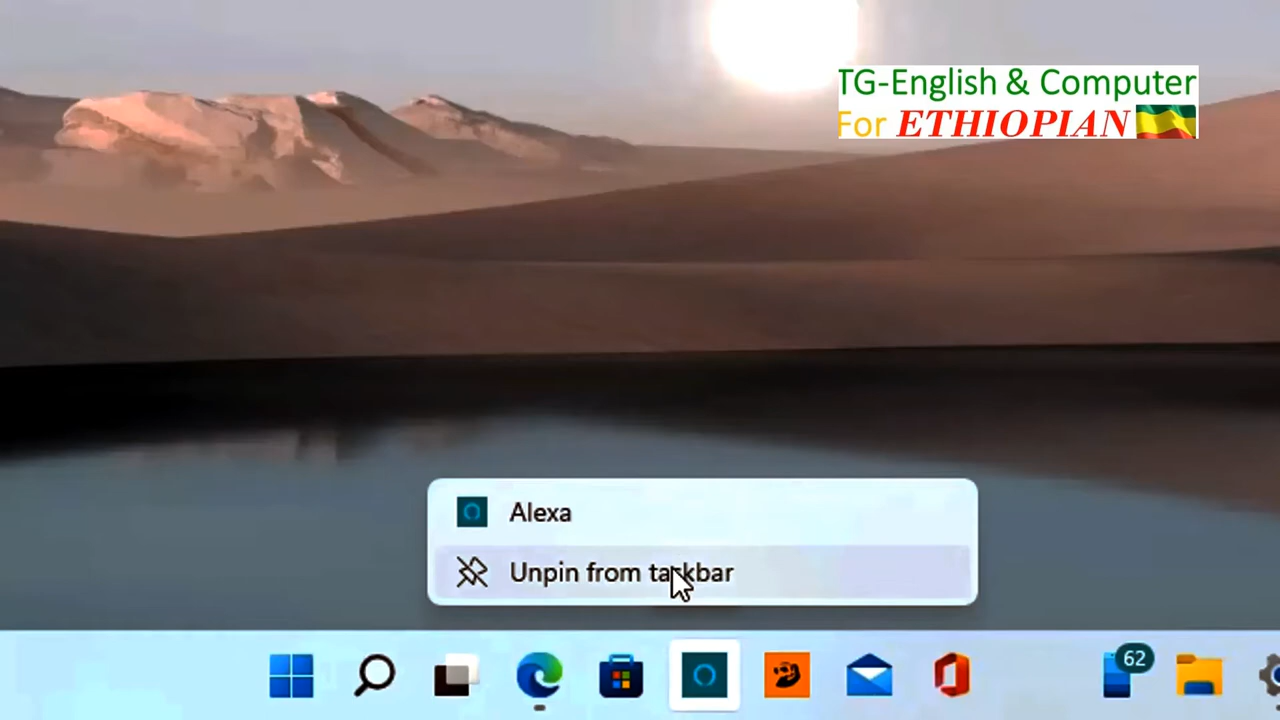 TG-English & Computer
For ETHIOPIAN
Alexa
Unpin from taskbar
62